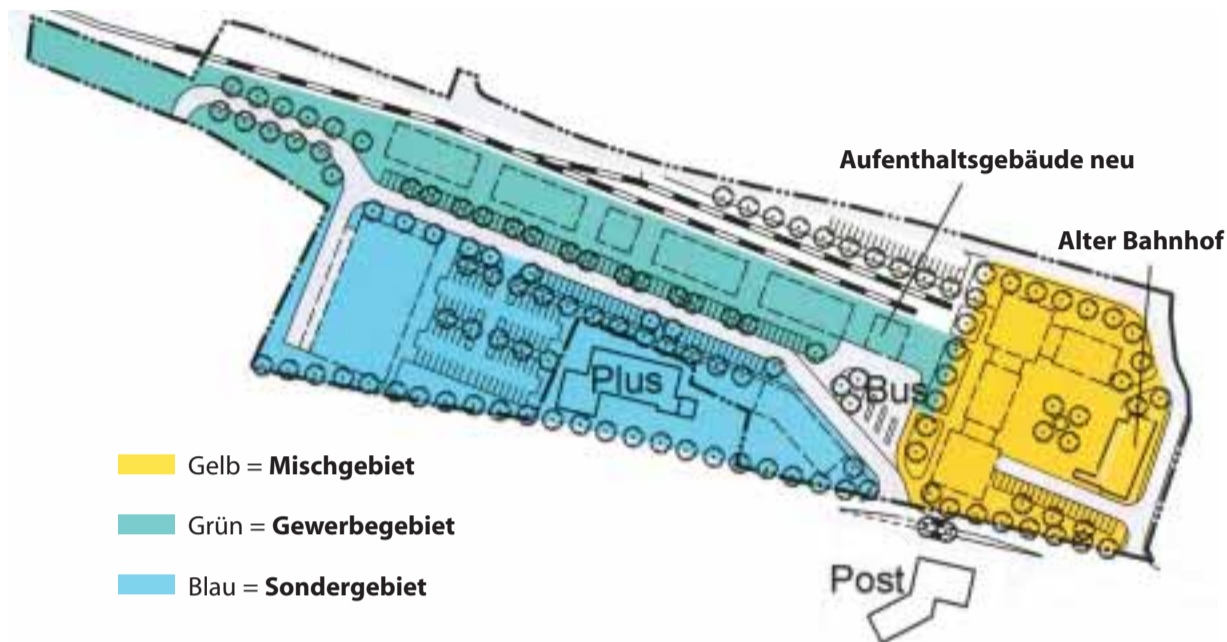 Aufenthaltsgebäude neu
Alter Bahnhof
Plus
Bus
Gelb = Mischgebiet
Grün = Gewerbegebiet
Blau = Sondergebiet
Post